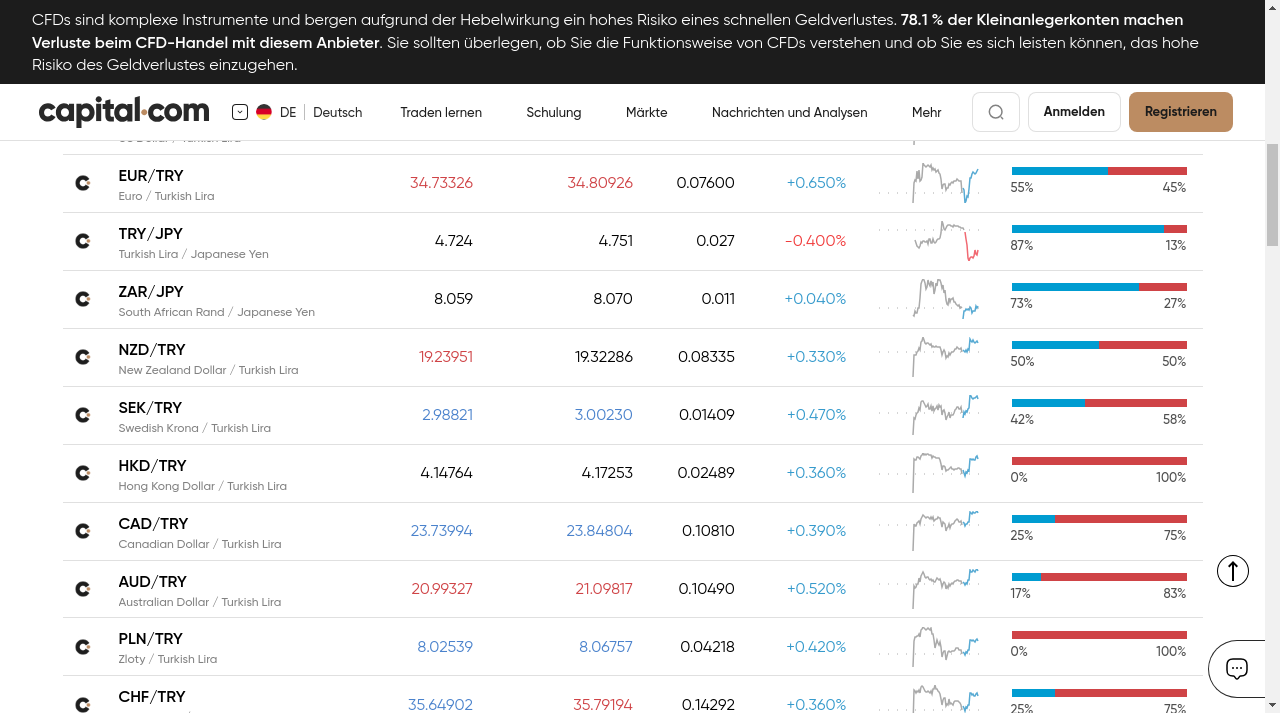 CFDs sind komplexe Instrumente und bergen aufgrund der Hebelwirkung ein hohes Risiko eines schnellen Geldverlustes. 78.1 % der Kleinanlegerkonten machen
Verluste beim CFD-Handel mit diesem Anbieter. Sie sollten überlegen, ob Sie die Funktionsweise von CFDs verstehen und ob Sie es sich leisten können, das hohe
Risiko des Geldverlustes einzugehen.
capital.com DE Deutsch Traden lernen Schulung Märkte Nachrichten und Analysen Mehr Anmelden Registrieren
EUR/TRY 34.73326 34.80926 0.07600 +0.650%
Euro / Turkish Lira 55% 45%
TRY/JPY 4.724 4.751 0.027 -0.400%
Turkish Lira / Japanese Yen 87% 13%
ZAR/JPY 8.059 8.070 0.011 +0.040%
South African Rand / Japanese Yen 73% 27%
NZD/TRY 19.23951 19.32286 0.08335 +0.330%
New Zealand Dollar / Turkish Lira 50% 50%
SEK/TRY 2.98821 3.00230 0.01409 +0.470%
Swedish Krona / Turkish Lira 42% 58%
HKD/TRY 4.14764 4.17253 0.02489 +0.360%
Hong Kong Dollar / Turkish Lira 0% 100%
CAD/TRY 23.73994 23.84804 0.10810 +0.390%
Canadian Dollar / Turkish Lira 25% 75%
AUD/TRY 20.99327 21.09817 0.10490 +0.520%
Australian Dollar / Turkish Lira 17% 83%
PLN/TRY 8.02539 8.06757 0.04218 +0.420%
Zloty / Turkish Lira 0% 100%
CHF/TRY 35.64902 35.79194 0.14292 +0.360%
25% 75%